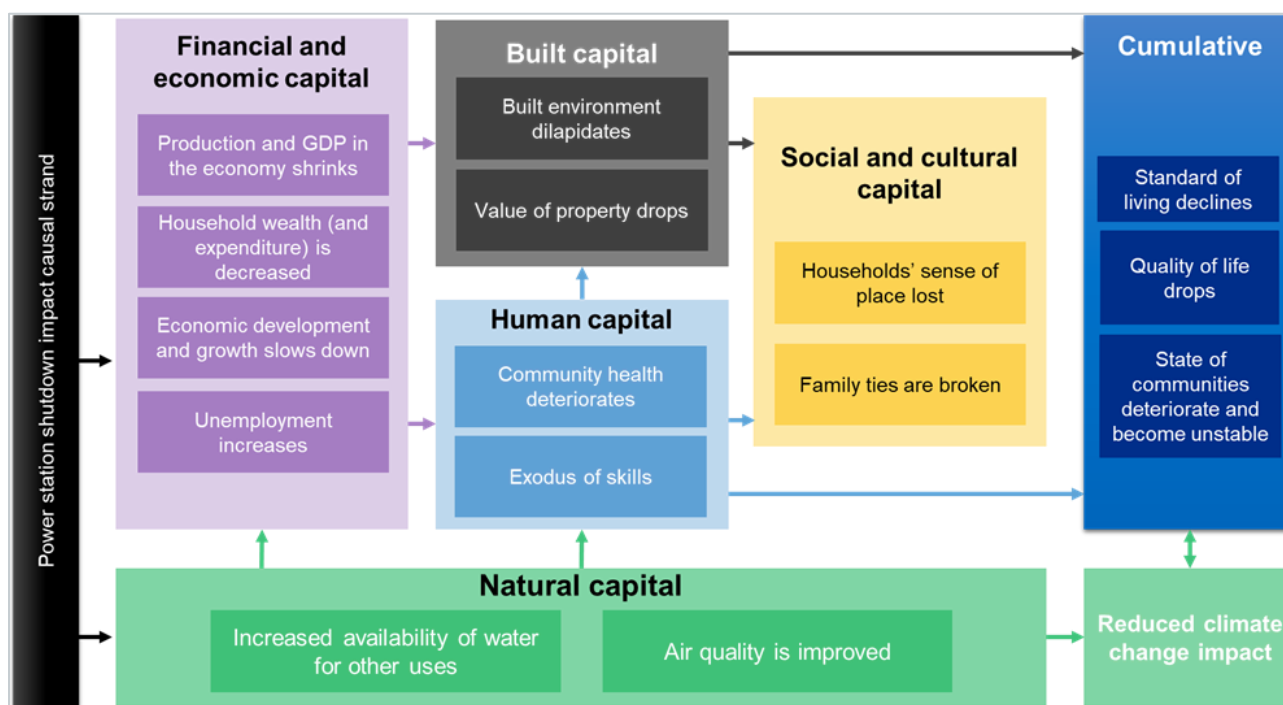 Power station shutdown impact causal strand
Financial and
economic capital
Production and GDP in
the economy shrinks
Household wealth (and
expenditure) is
decreased
Economic development
and growth slows down
Unemployment
increases
Built capital
Built environment
dilapidates
Value of property drops
Human capital
Community health
deteriorates
Exodus of skills
Social and cultural
capital
Households’ sense of
place lost
Family ties are broken
Cumulative
Standard of
living declines
Quality of life
drops
State of
communities
deteriorate and
become unstable
Natural capital
Increased availability of water
for other uses
Air quality is improved
Reduced climate
change impact